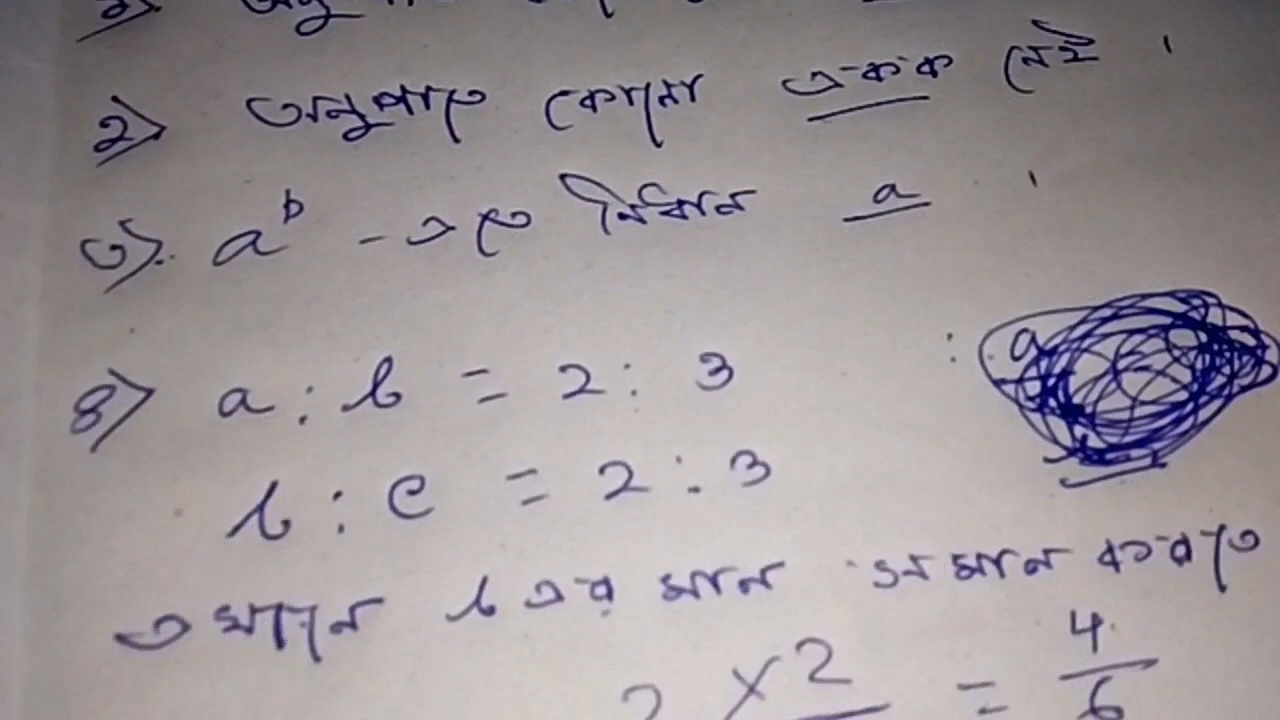 ২> অনুপাতে কোনো একক নেই ।
৩>. a^b - এতে নিধান a ।
৪> a : b = 2 : 3
b : c = 2 : 3
এখানে b এর মান সমান করতে
2 × 2 = 4/6